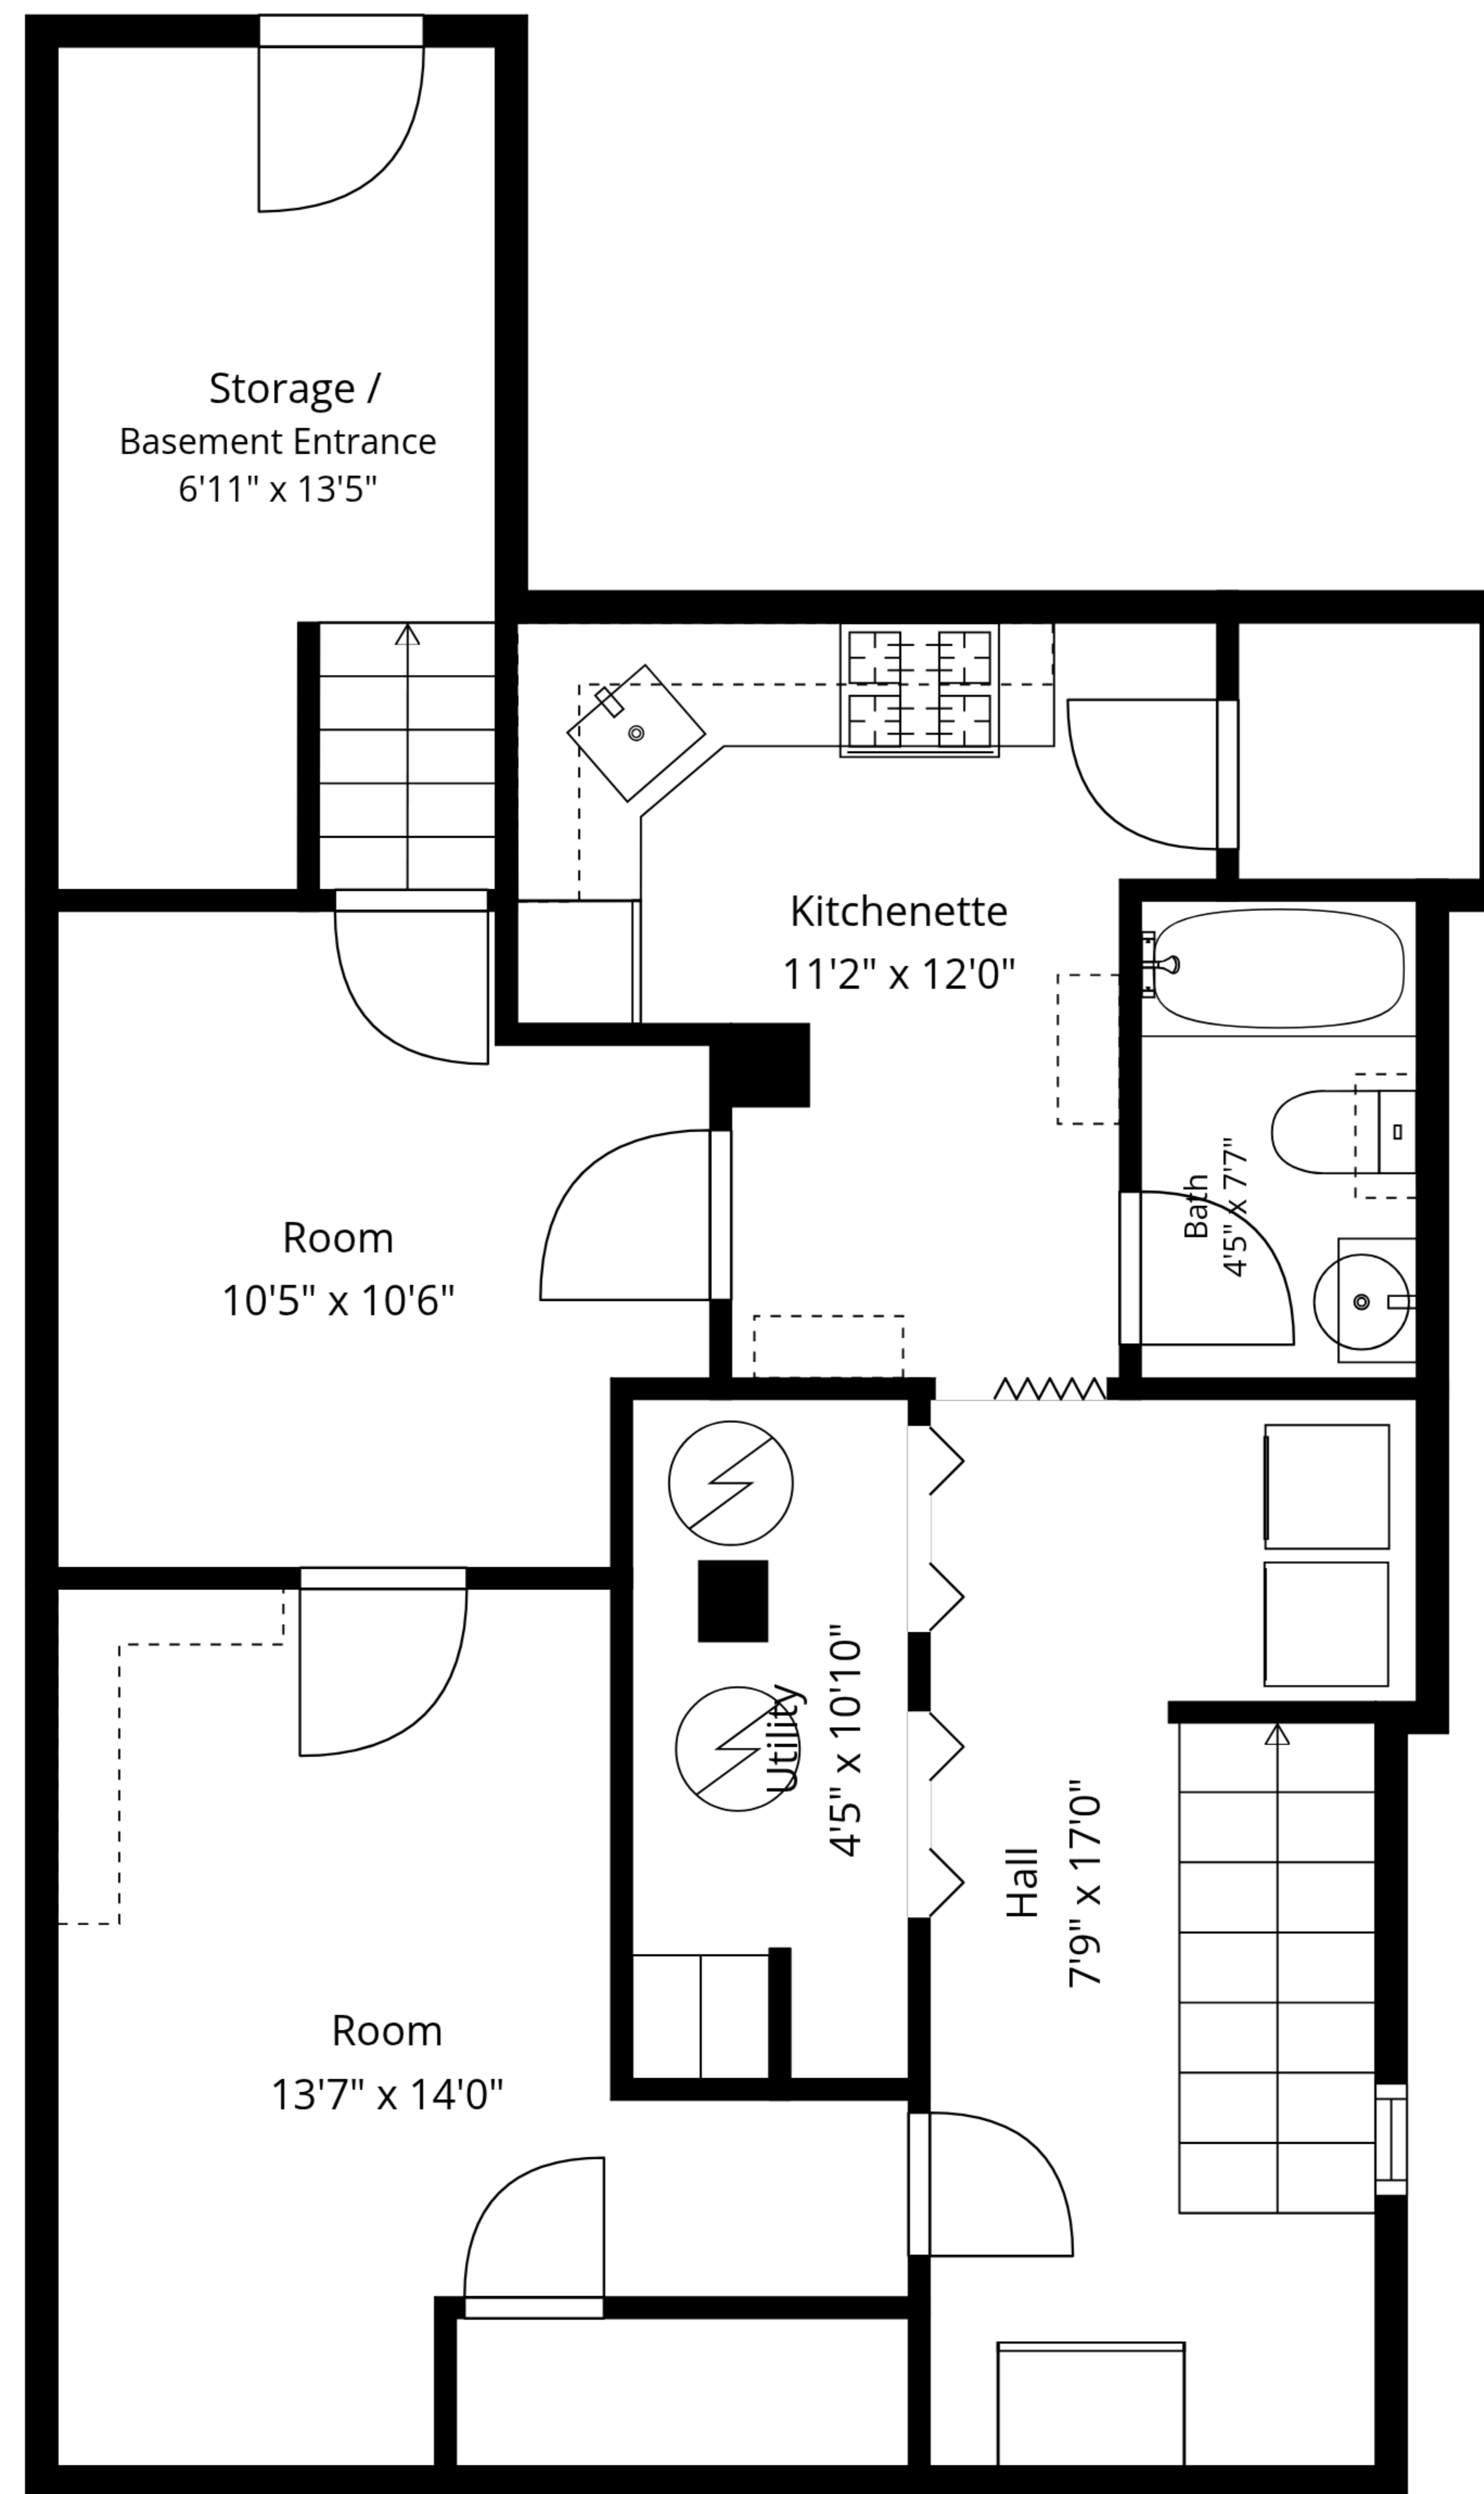 Storage /
Basement Entrance
6'11" x 13'5"
Kitchenette
11'2" x 12'0"
Bath
4'5" x 7'7"
Room
10'5" x 10'6"
Utility
4'5" x 10'10"
Hall
7'9" x 17'0"
Room
13'7" x 14'0"